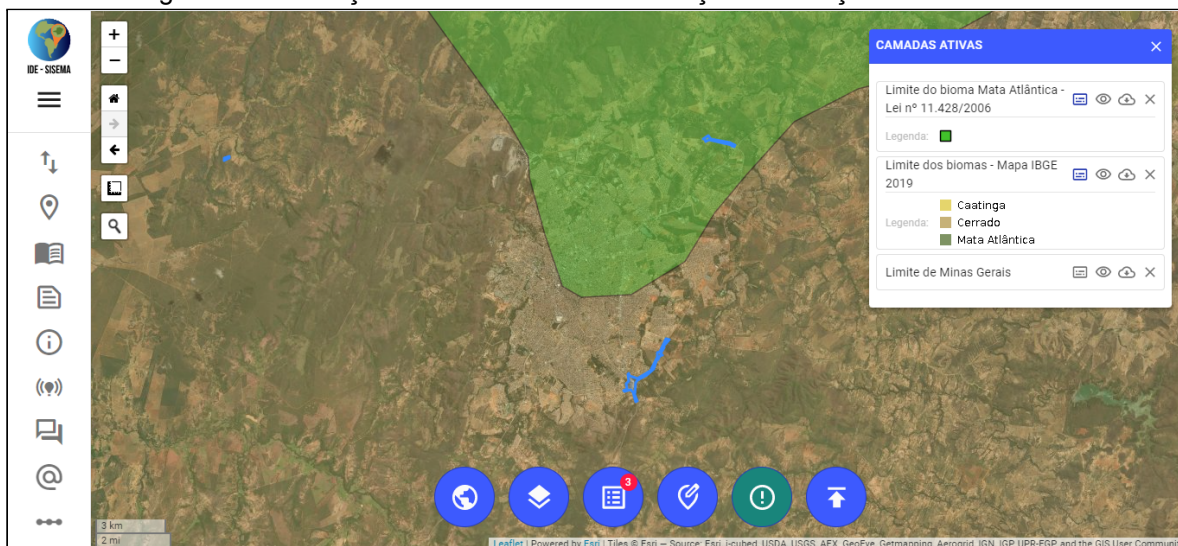 IDE - SISEMA
+
−
CAMADAS ATIVAS
Limite do bioma Mata Atlântica -
Lei nº 11.428/2006
Legenda:
Limite dos biomas - Mapa IBGE
2019
Caatinga
Legenda:
Cerrado
Mata Atlântica
Limite de Minas Gerais
3
3 km
2 mi
Leaflet | Powered by Esri | Tiles © Esri — Source: Esri, i-cubed, USDA, USGS, AEX, GeoEye, Getmapping, Aerogrid, IGN, IGP, UPR-EGP, and the GIS User Communi